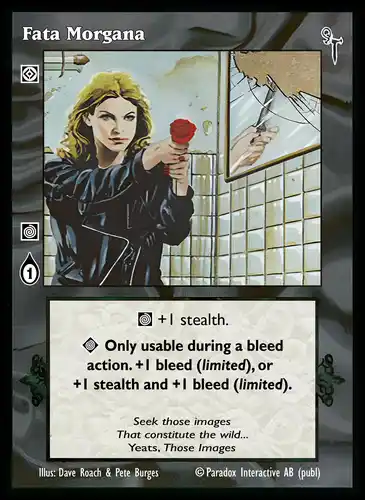 Fata Morgana
1
+1 stealth.
Only usable during a bleed
action. +1 bleed (limited), or
+1 stealth and +1 bleed (limited).
Seek those images
That constitute the wild...
Yeats, Those Images
Illus: Dave Roach & Pete Burges
© Paradox Interactive AB (publ)